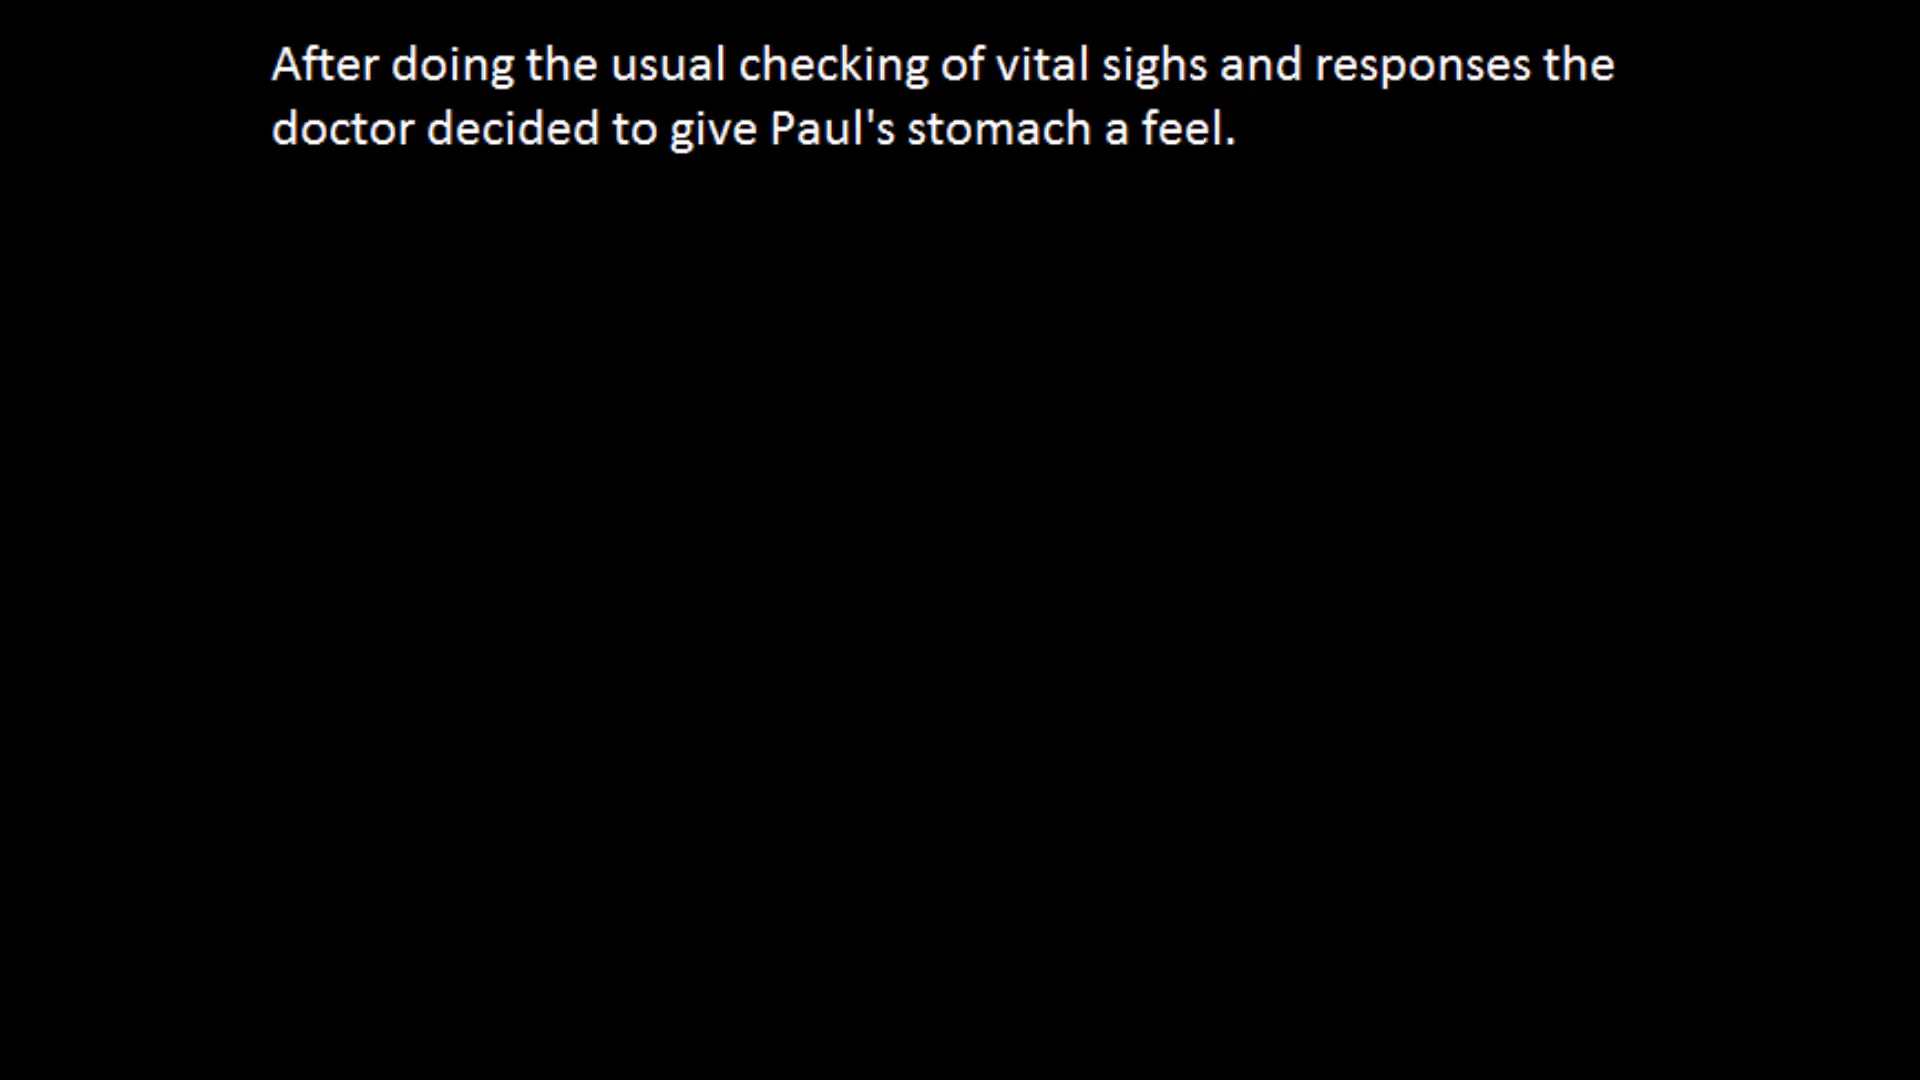 After doing the usual checking of vital sighs and responses the
doctor decided to give Paul's stomach a feel.